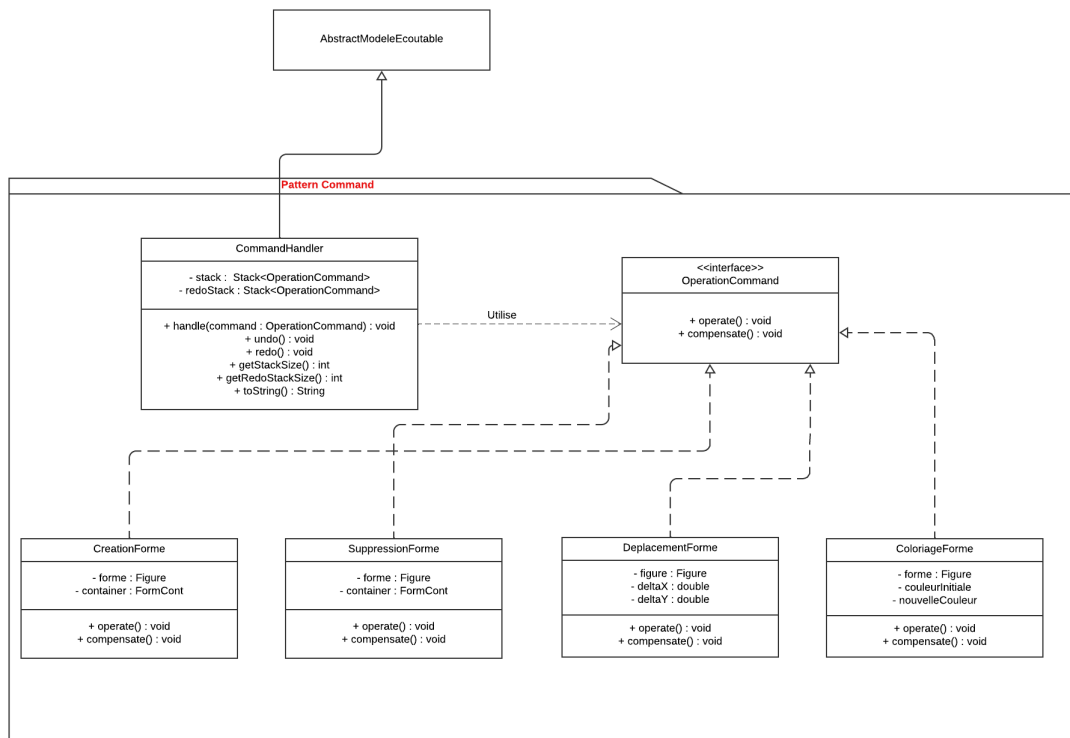 AbstractModeleEcoutable
Pattern Command
CommandHandler
- stack :  Stack<OperationCommand>
- redoStack : Stack<OperationCommand>
+ handle(command : OperationCommand) : void
+ undo() : void
+ redo() : void
+ getStackSize() : int
+ getRedoStackSize() : int
+ toString() : String
Utilise
<<interface>>
OperationCommand
+ operate() : void
+ compensate() : void
CreationForme
- forme : Figure
- container : FormCont
+ operate() : void
+ compensate() : void
SuppressionForme
- forme : Figure
- container : FormCont
+ operate() : void
+ compensate() : void
DeplacementForme
- figure : Figure
- deltaX : double
- deltaY : double
+ operate() : void
+ compensate() : void
ColoriageForme
- forme : Figure
- couleurInitiale
- nouvelleCouleur
+ operate() : void
+ compensate() : void